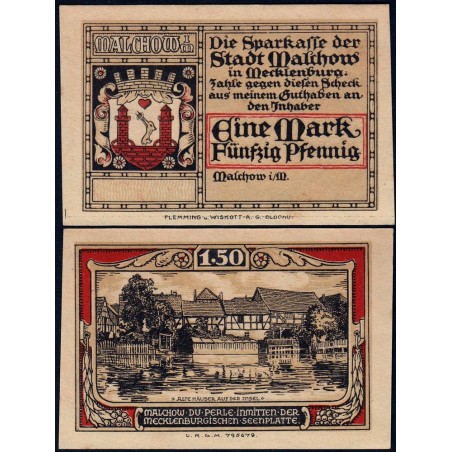 MALCHOW i/M
Die Sparkasse der
Stadt Malchow
in Mecklenburg.
Zahle gegen diesen Scheck
aus meinem Guthaben an
den Inhaber
Eine Mark
Fünfzig Pfennig
Malchow i/M.
FLEMMING u. WISKOTT-A.G.-GLOGAU.
1.50
• ALTE HÄUSER AUF DER INSEL •
MALCHOW·DU·PERLE·INMITTEN·DER
MECKLENBURGISCHEN·SEENPLATTE.
L.K.G.M. 795679.